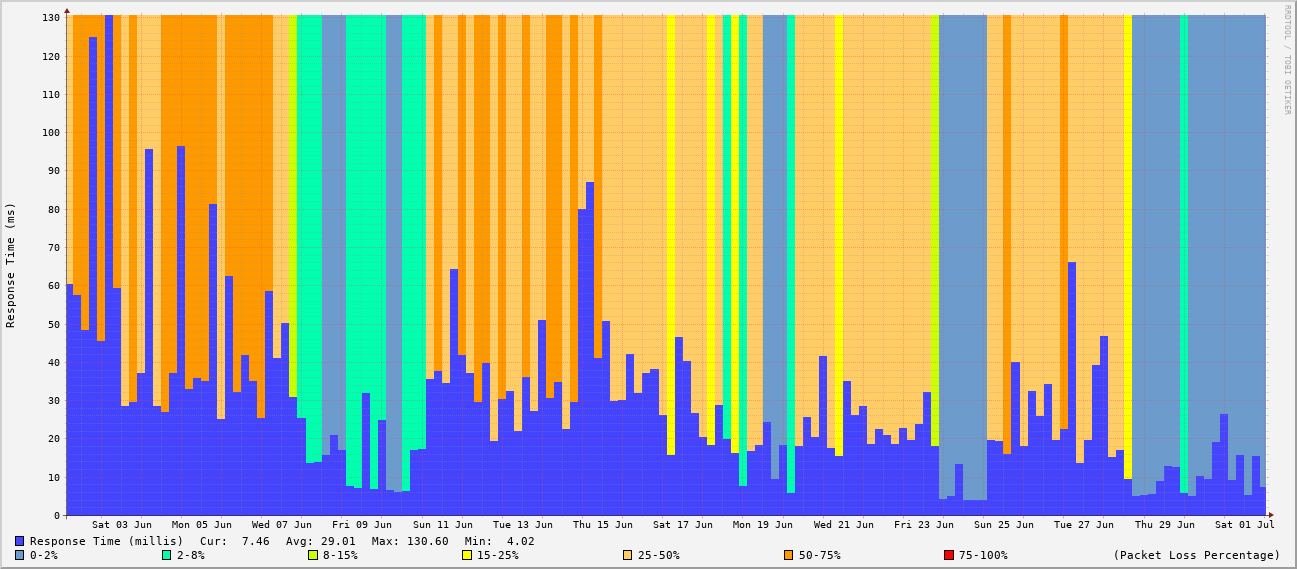 RRDTOOL / TOBI OETIKER
Response Time (ms)
130
120
110
100
90
80
70
60
50
40
30
20
10
0
Sat 03 Jun Mon 05 Jun Wed 07 Jun Fri 09 Jun Sun 11 Jun Tue 13 Jun Thu 15 Jun Sat 17 Jun Mon 19 Jun Wed 21 Jun Fri 23 Jun Sun 25 Jun Tue 27 Jun Thu 29 Jun Sat 01 Jul
Response Time (millis) Cur: 7.46 Avg: 29.01 Max: 130.60 Min: 4.02
0-2% 2-8% 8-15% 15-25% 25-50% 50-75% 75-100% (Packet Loss Percentage)